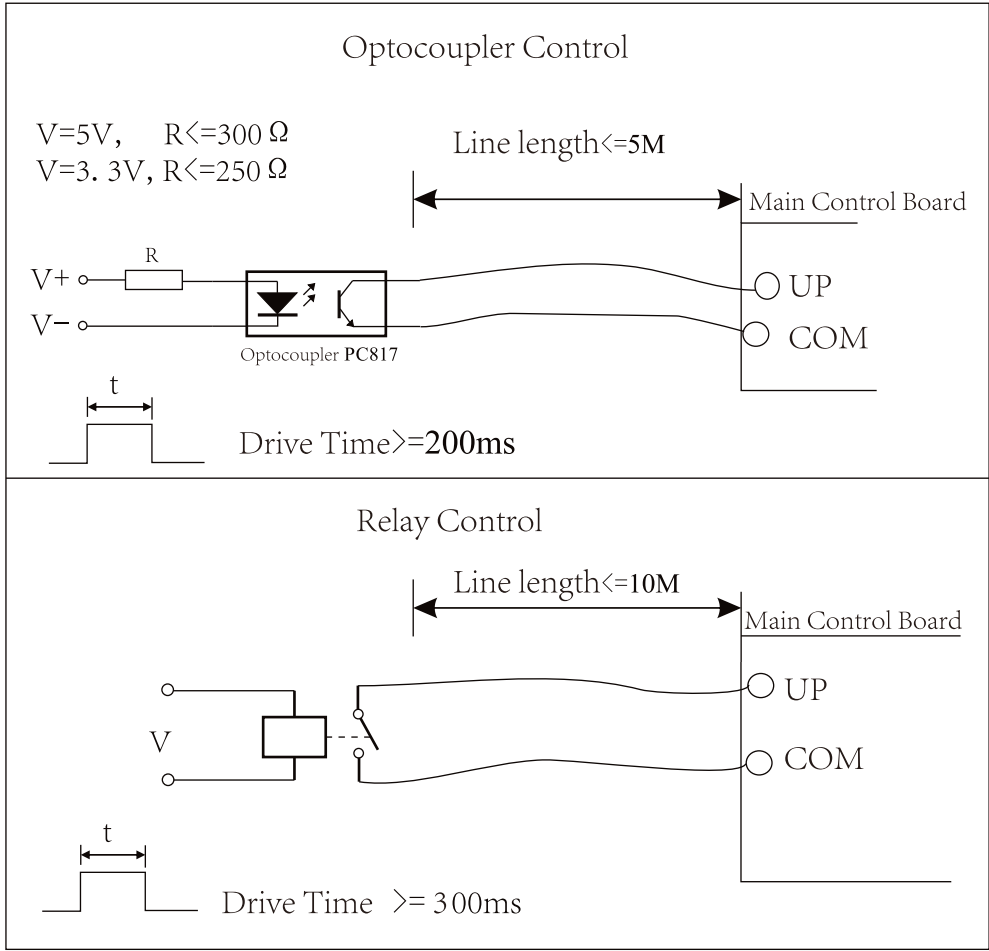 Optocoupler Control
V=5V, R<=300 Ω
V=3.3V, R<=250 Ω
Line length<=5M
Main Control Board
R
V+
V−
UP
COM
Optocoupler PC817
t
Drive Time>=200ms
Relay Control
Line length<=10M
Main Control Board
UP
V
COM
t
Drive Time >= 300ms